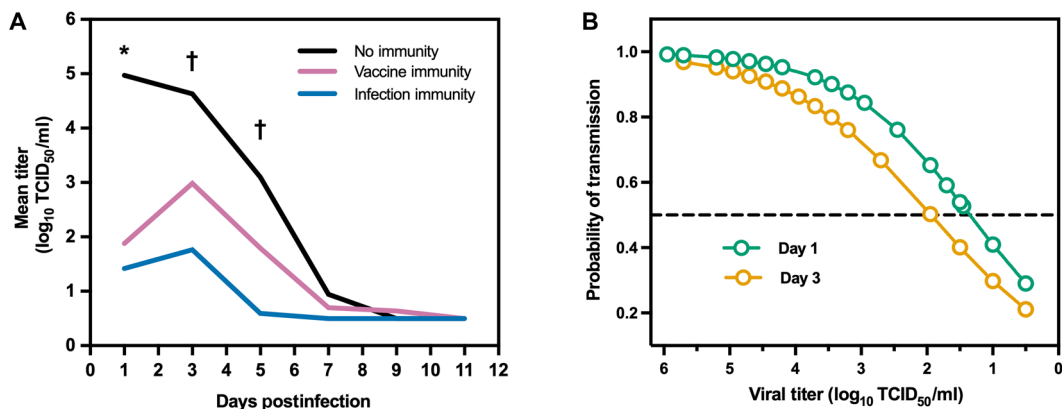 A
*
†
†
No immunity
Vaccine immunity
Infection immunity
Mean titer
(log₁₀ TCID₅₀/ml)
6
5
4
3
2
1
0
0 1 2 3 4 5 6 7 8 9 10 11 12
Days postinfection
B
Probability of transmission
1.0
0.8
0.6
0.4
0.2
Day 1
Day 3
6 5 4 3 2 1 0
Viral titer (log₁₀ TCID₅₀/ml)